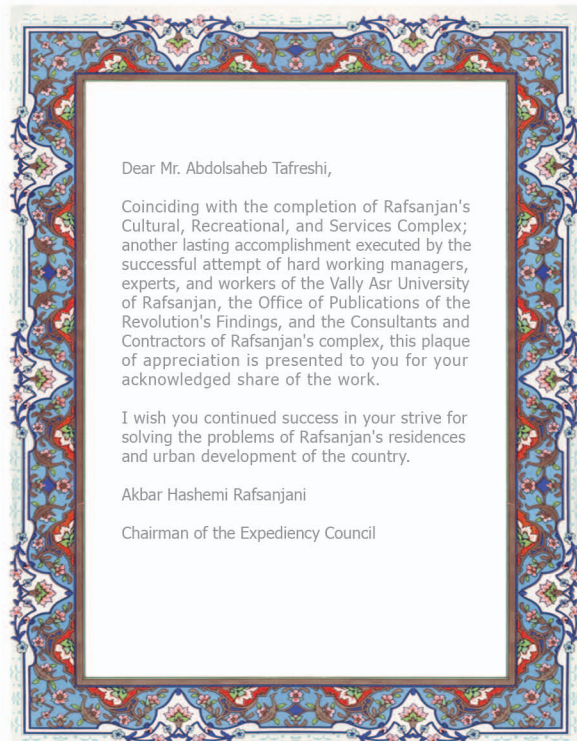 Dear Mr. Abdolsaheb Tafreshi,
Coinciding with the completion of Rafsanjan's
Cultural, Recreational, and Services Complex;
another lasting accomplishment executed by the
successful attempt of hard working managers,
experts, and workers of the Vally Asr University
of Rafsanjan, the Office of Publications of the
Revolution's Findings, and the Consultants and
Contractors of Rafsanjan's complex, this plaque
of appreciation is presented to you for your
acknowledged share of the work.
I wish you continued success in your strive for
solving the problems of Rafsanjan's residences
and urban development of the country.
Akbar Hashemi Rafsanjani
Chairman of the Expediency Council